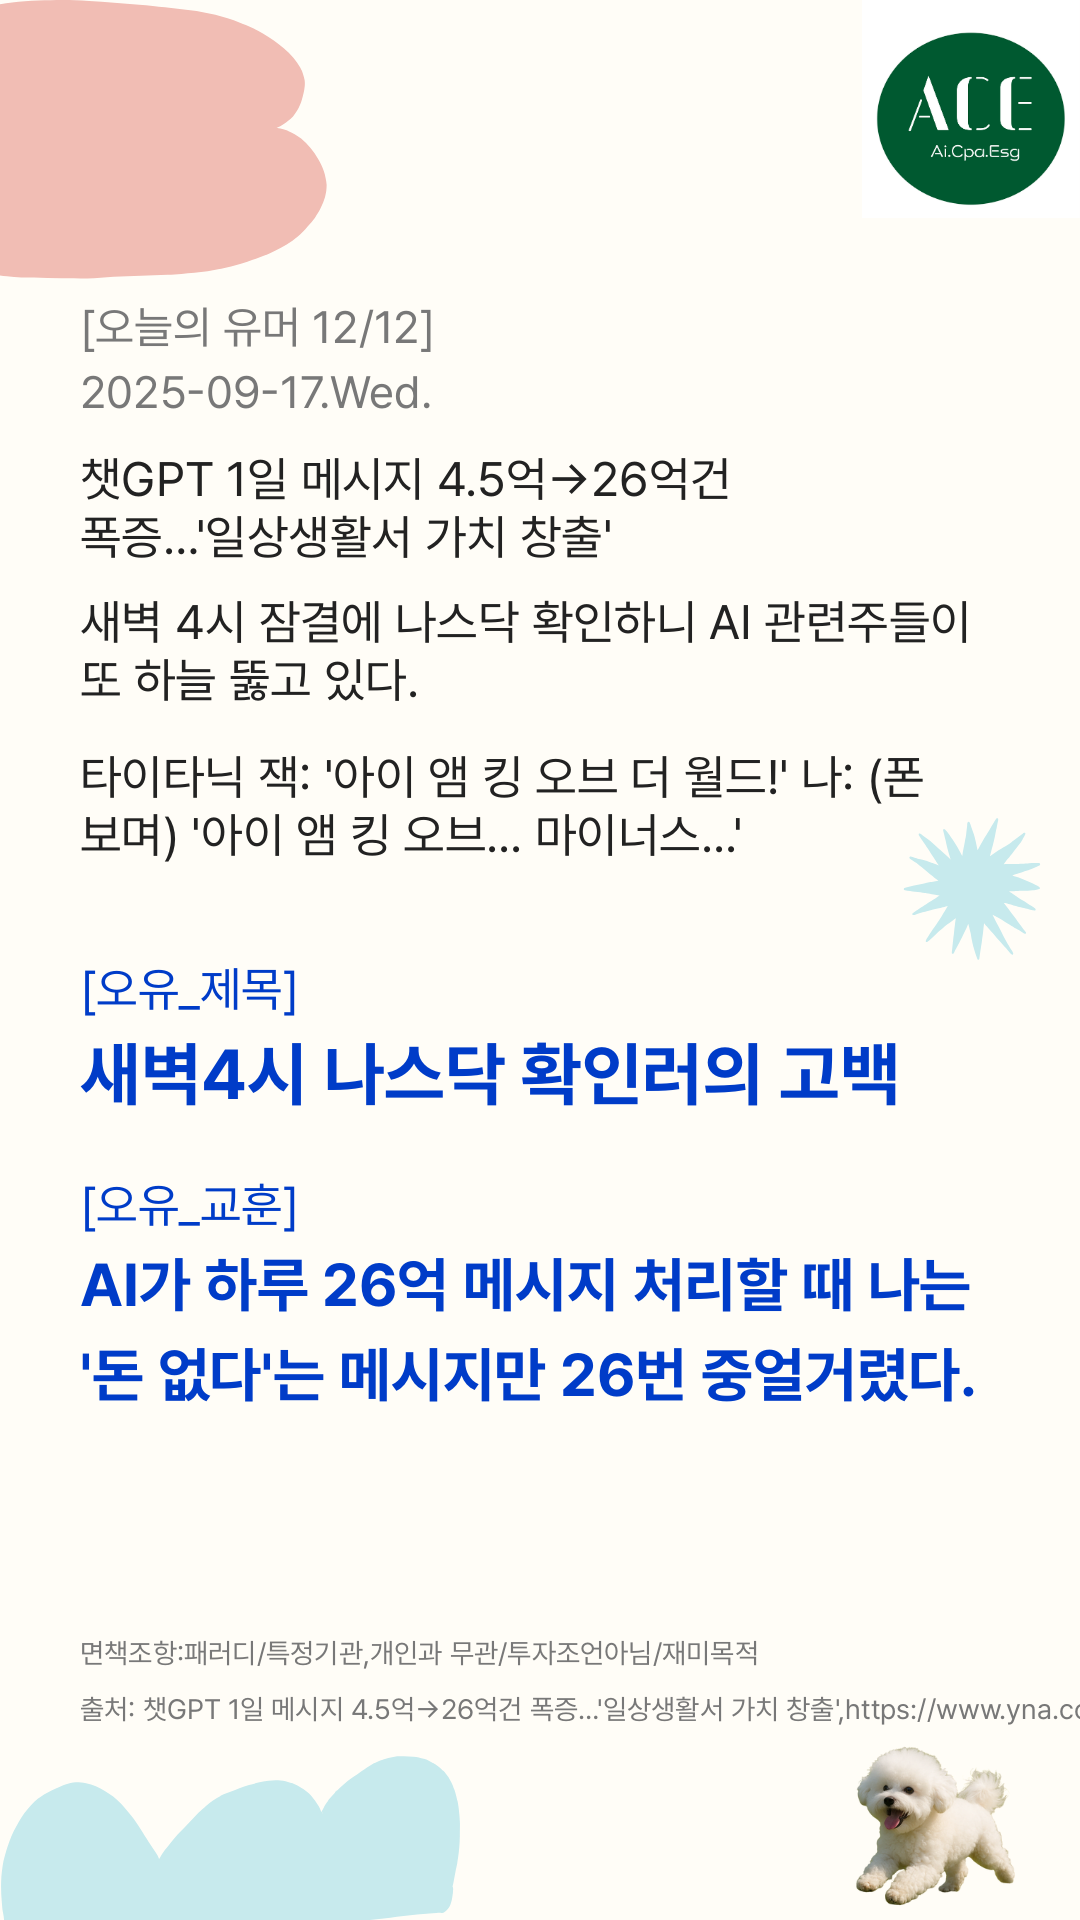 ACE
Ai.Cpa.Esg
[오늘의 유머 12/12]
2025-09-17.Wed.
챗GPT 1일 메시지 4.5억→26억건
폭증...'일상생활서 가치 창출'
새벽 4시 잠결에 나스닥 확인하니 AI 관련주들이
또 하늘 뚫고 있다.
타이타닉 잭: '아이 앰 킹 오브 더 월드!' 나: (폰
보며) '아이 앰 킹 오브... 마이너스...'
[오유_제목]
새벽4시 나스닥 확인러의 고백
[오유_교훈]
AI가 하루 26억 메시지 처리할 때 나는
'돈 없다'는 메시지만 26번 중얼거렸다.
면책조항:패러디/특정기관,개인과 무관/투자조언아님/재미목적
출처: 챗GPT 1일 메시지 4.5억→26억건 폭증...'일상생활서 가치 창출',https://www.yna.co